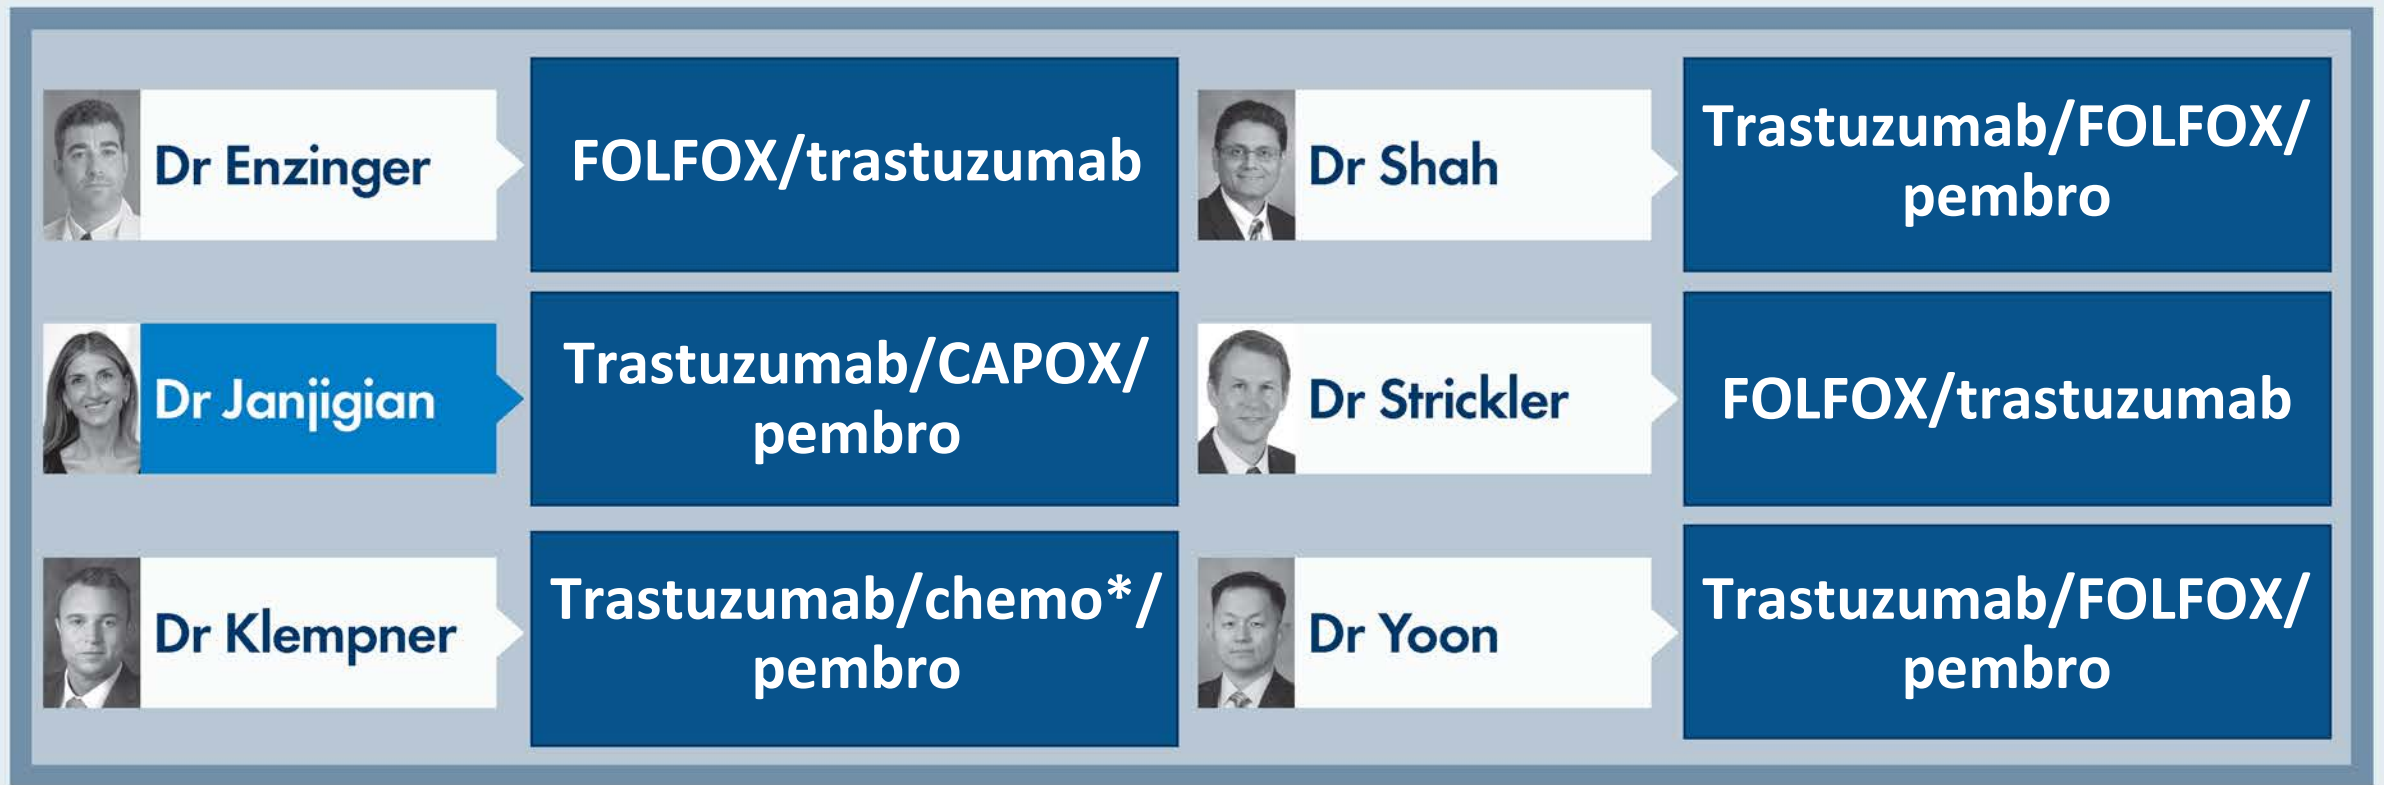 Dr Enzinger
FOLFOX/trastuzumab
Dr Shah
Trastuzumab/FOLFOX/
pembro
Dr Janjigian
Trastuzumab/CAPOX/
pembro
Dr Strickler
FOLFOX/trastuzumab
Dr Klempner
Trastuzumab/chemo*/
pembro
Dr Yoon
Trastuzumab/FOLFOX/
pembro